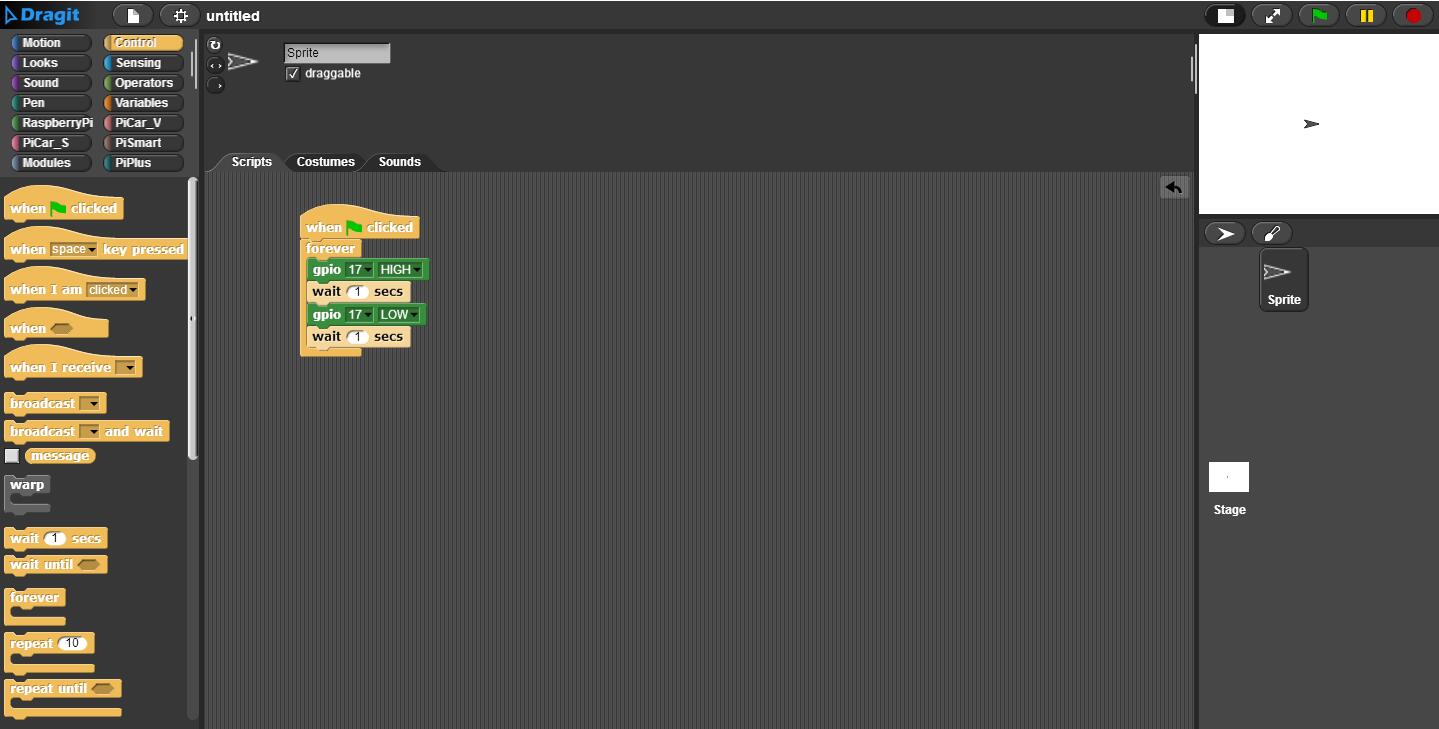 Dragit
untitled
Motion Control
Looks Sensing
Sound Operators
Pen Variables
RaspberryPi PiCar_V
PiCar_S PiSmart
Modules PiPlus
when clicked
when space key pressed
when I am clicked
when
when I receive
broadcast
broadcast and wait
message
warp
wait 1 secs
wait until
forever
repeat 10
repeat until
Sprite
draggable
Scripts Costumes Sounds
when clicked
forever
gpio 17 HIGH
wait 1 secs
gpio 17 LOW
wait 1 secs
Sprite
Stage